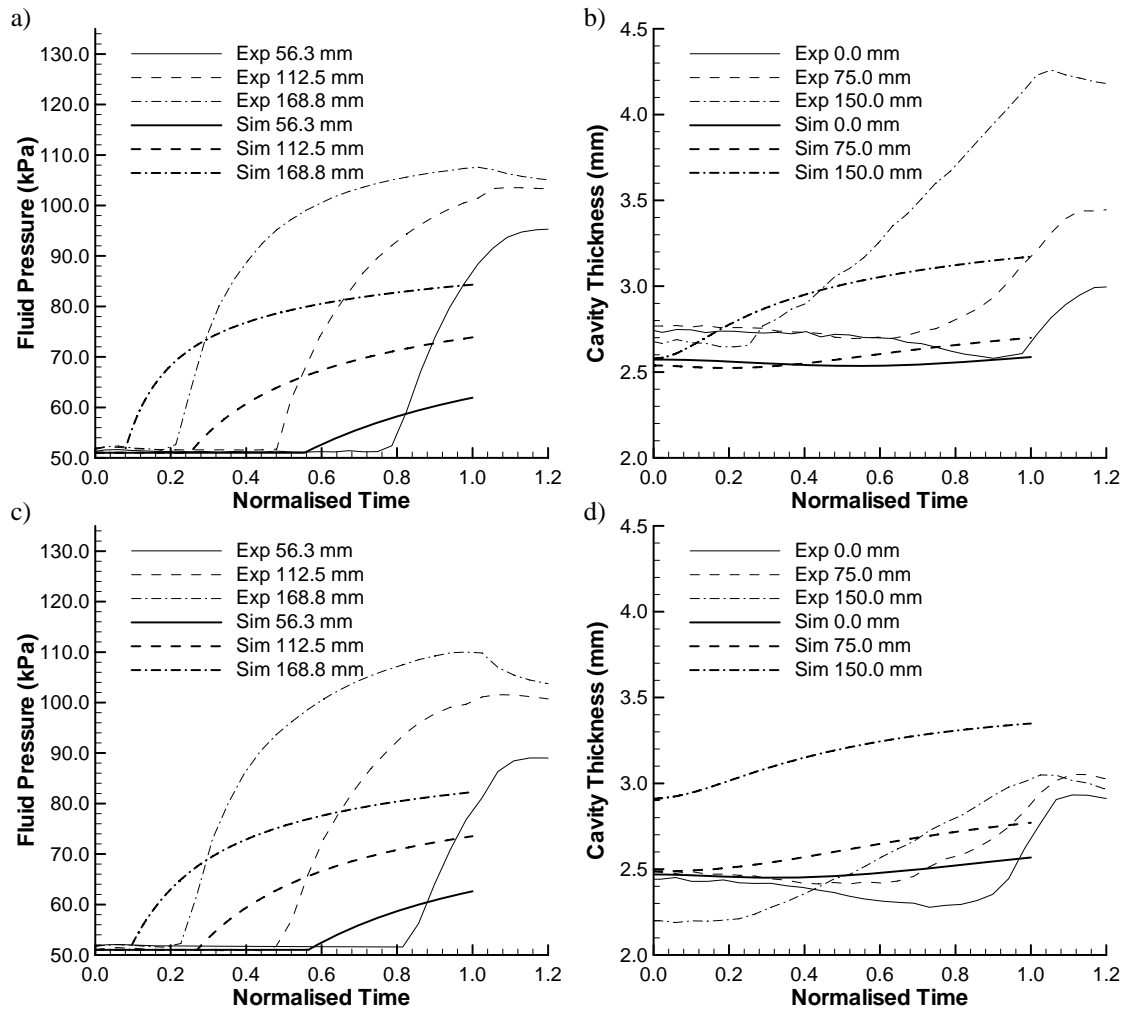 a)
Fluid Pressure (kPa)
130.0
120.0
110.0
100.0
90.0
80.0
70.0
60.0
50.0
Exp 56.3 mm
Exp 112.5 mm
Exp 168.8 mm
Sim 56.3 mm
Sim 112.5 mm
Sim 168.8 mm
0.0 0.2 0.4 0.6 0.8 1.0 1.2
Normalised Time
b)
Cavity Thickness (mm)
4.5
4.0
3.5
3.0
2.5
2.0
Exp 0.0 mm
Exp 75.0 mm
Exp 150.0 mm
Sim 0.0 mm
Sim 75.0 mm
Sim 150.0 mm
0.0 0.2 0.4 0.6 0.8 1.0 1.2
Normalised Time
c)
Fluid Pressure (kPa)
130.0
120.0
110.0
100.0
90.0
80.0
70.0
60.0
50.0
Exp 56.3 mm
Exp 112.5 mm
Exp 168.8 mm
Sim 56.3 mm
Sim 112.5 mm
Sim 168.8 mm
0.0 0.2 0.4 0.6 0.8 1.0 1.2
Normalised Time
d)
Cavity Thickness (mm)
4.5
4.0
3.5
3.0
2.5
2.0
Exp 0.0 mm
Exp 75.0 mm
Exp 150.0 mm
Sim 0.0 mm
Sim 75.0 mm
Sim 150.0 mm
0.0 0.2 0.4 0.6 0.8 1.0 1.2
Normalised Time